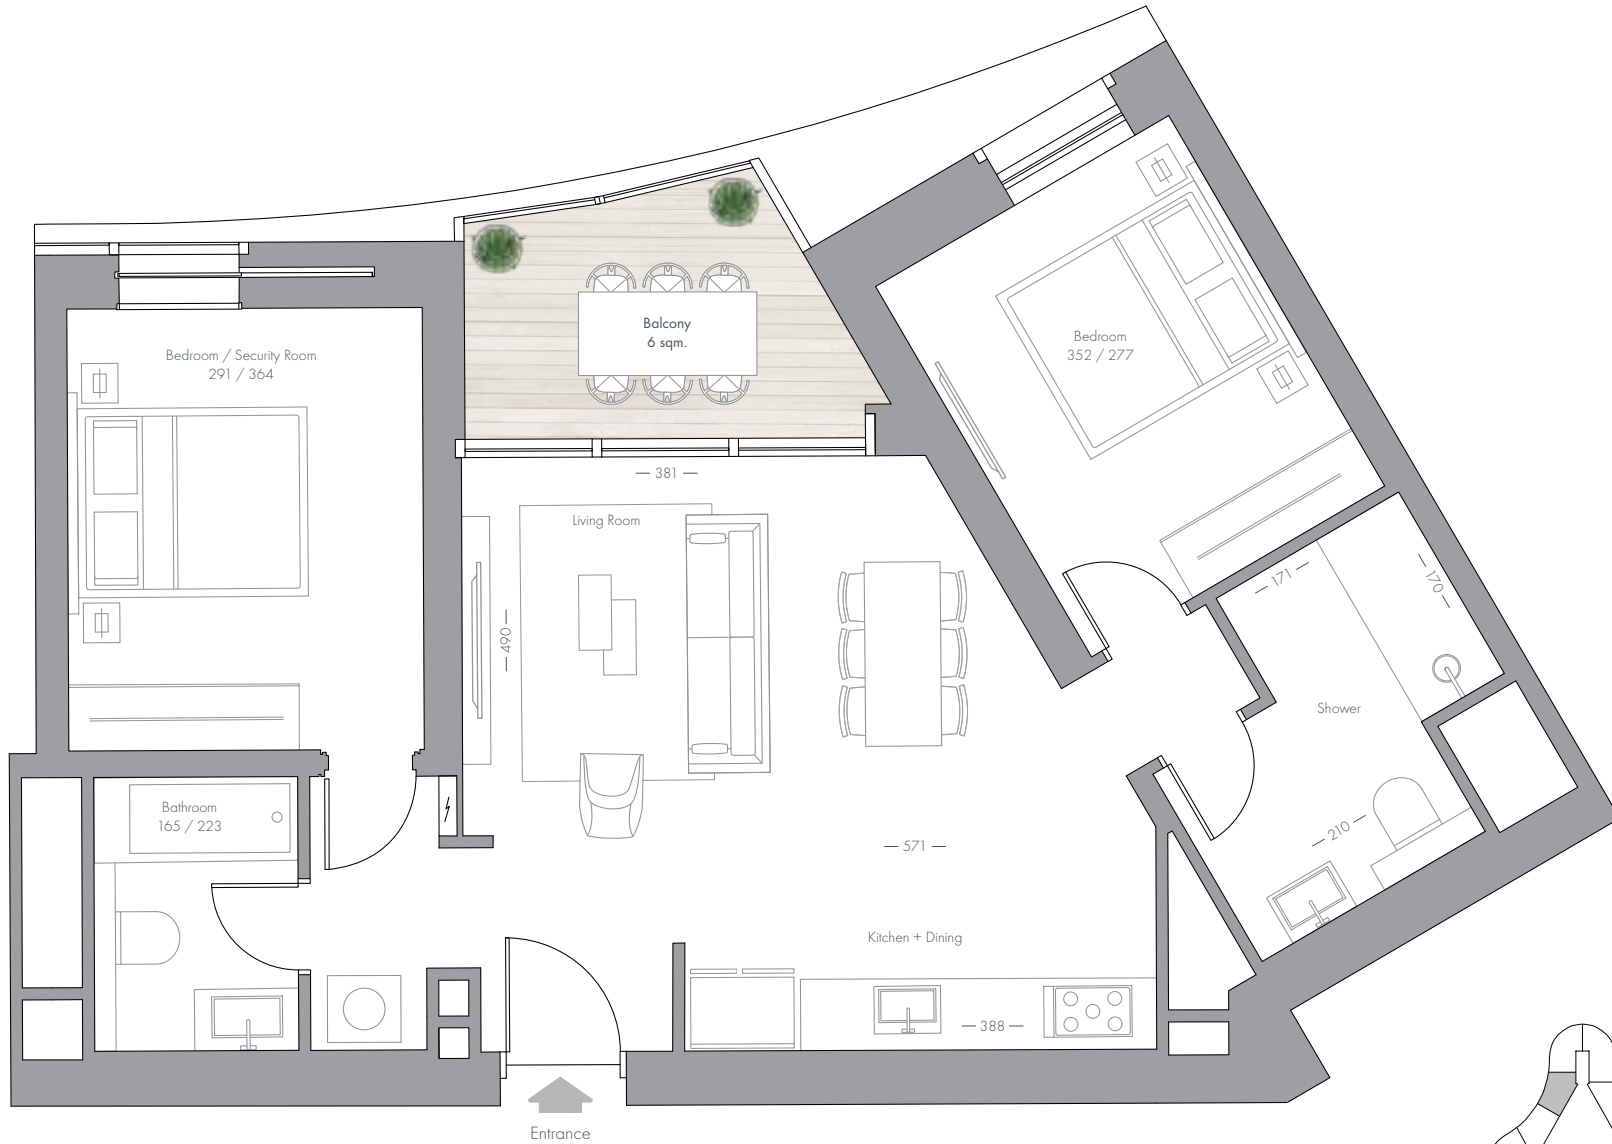 Balcony
6 sqm.
Bedroom
352 / 277
Bedroom / Security Room
291 / 364
381
Living Room
490
171
170
Shower
Bathroom
165 / 223
571
210
Kitchen + Dining
388
Entrance